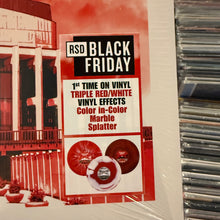 RSD BLACK
FRIDAY
1ST TIME ON VINYL
TRIPLE RED/WHITE
VINYL EFFECTS
Color in-Color
Marble
Splatter